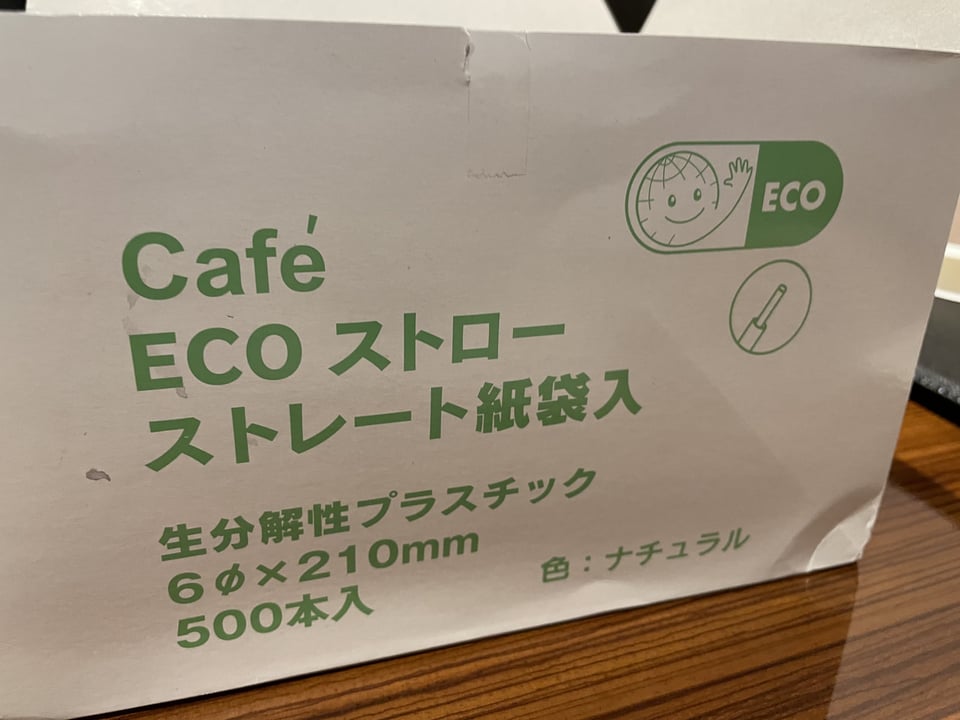 Café
ECO ストロー
ストレート紙袋入
生分解性プラスチック
6φ×210mm
500本入
色：ナチュラル
ECO